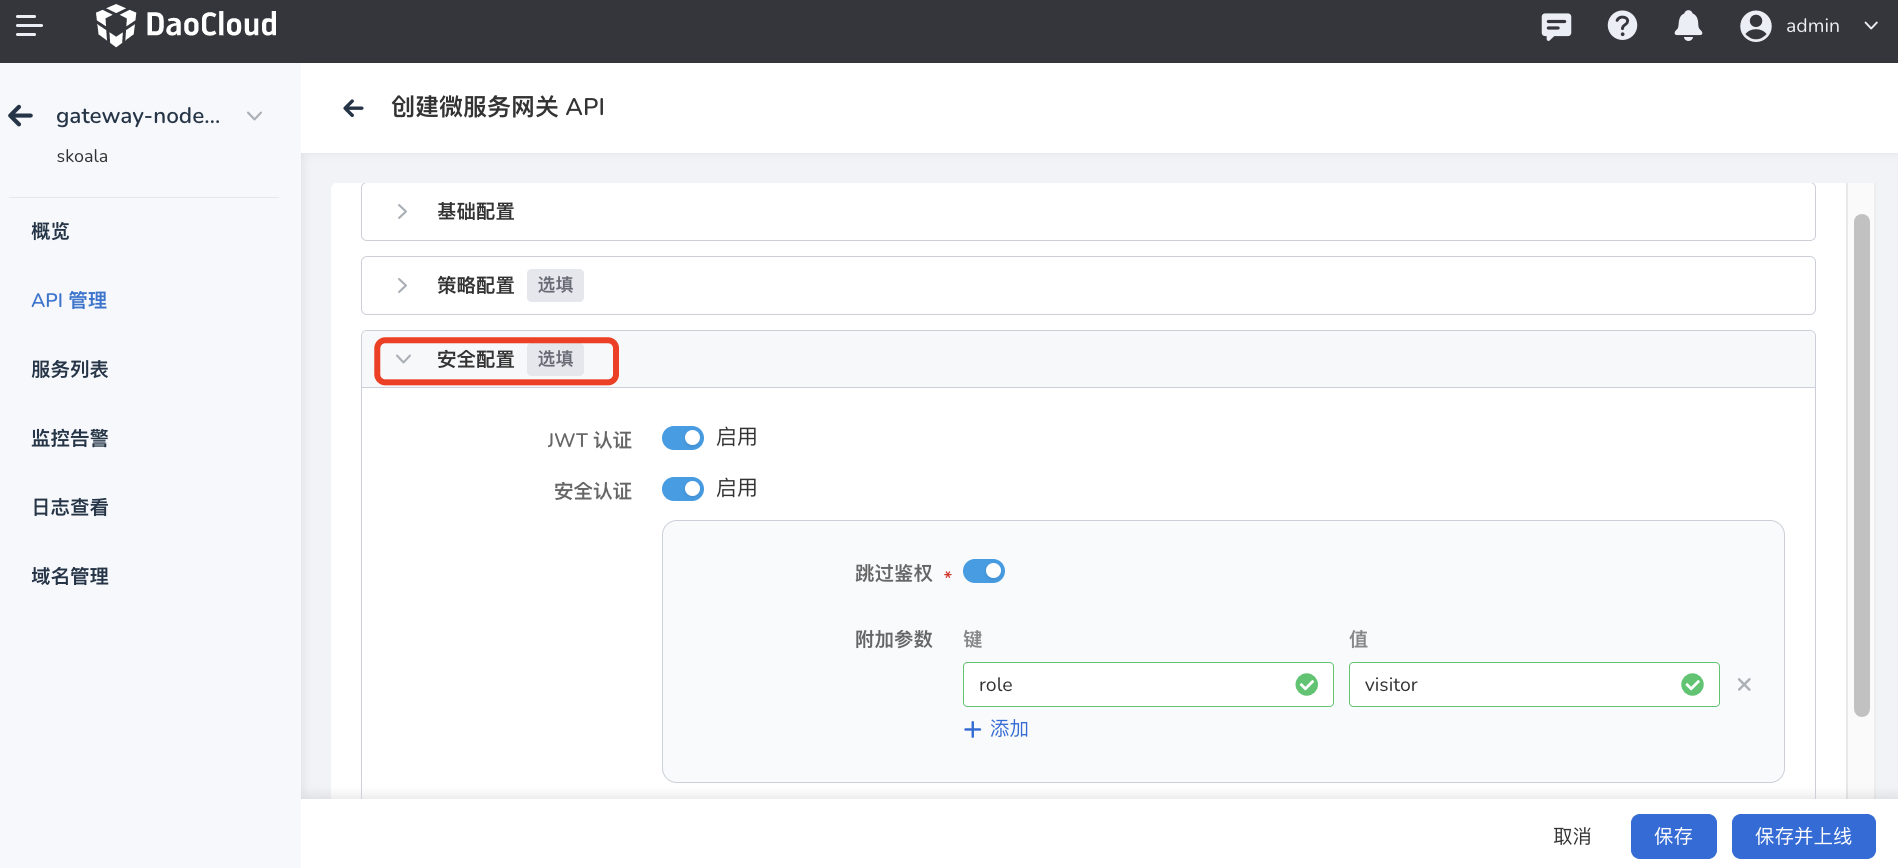 DaoCloud
admin
gateway-node...
skoala
概览
API 管理
服务列表
监控告警
日志查看
域名管理
创建微服务网关 API
基础配置
策略配置 选填
安全配置 选填
JWT 认证 启用
安全认证 启用
跳过鉴权 *
附加参数 键 值
role visitor
+ 添加
取消 保存 保存并上线